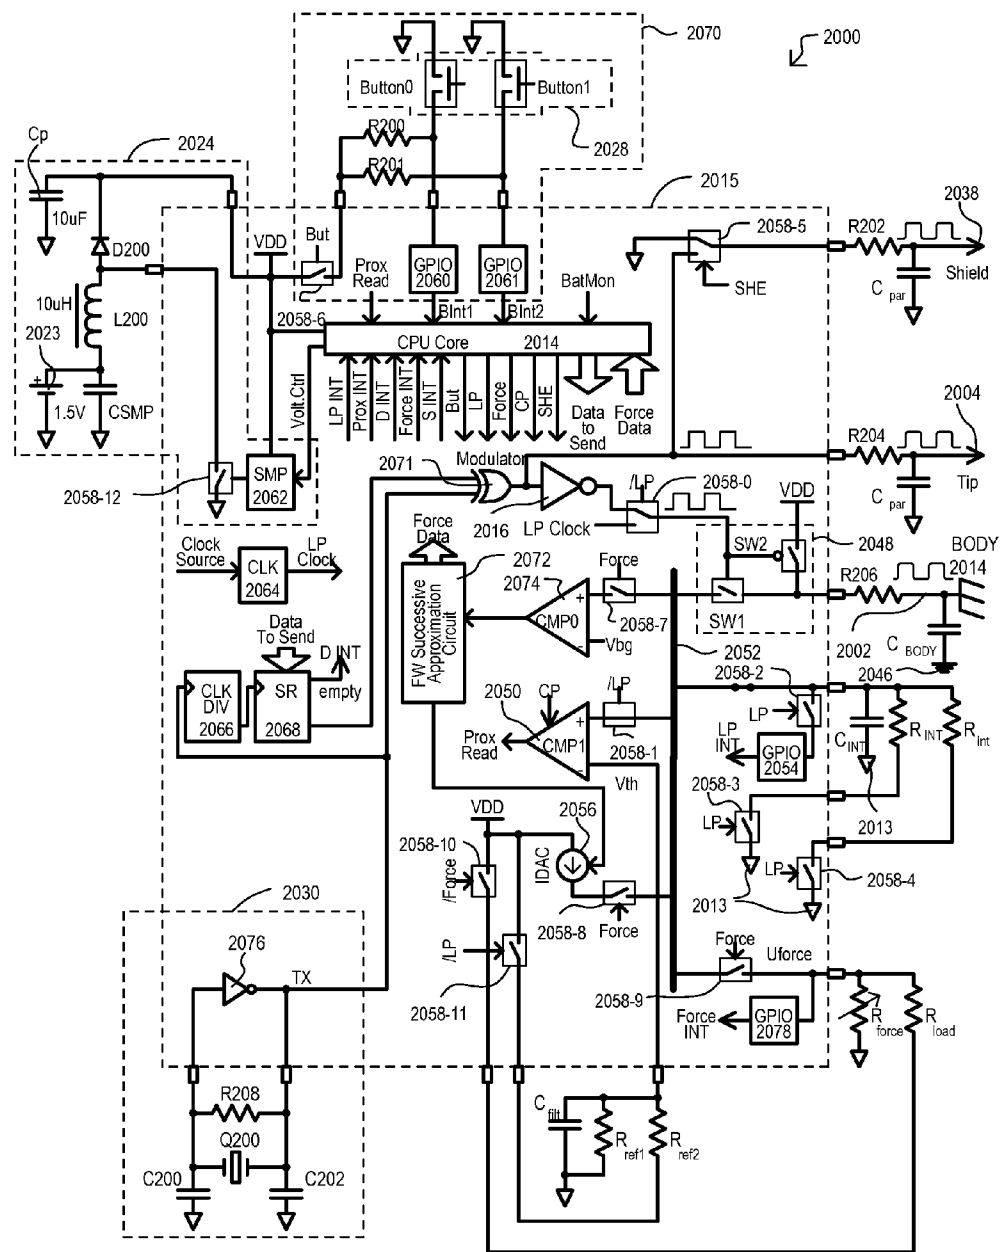 2070
2000
Button0
Button1
Cp
2024
R200
2028
R201
10uF
2015
2038
VDD
But
2058-5
R202
D200
Prox
Read
GPIO
2060
GPIO
2061
BatMon
SHE
C par
Shield
10uH
L200
2058-6
BInt1
BInt2
2023
CPU Core 2014
+
1.5V
CSMP
Volt.Ctrl
LP INT
Prox INT
D INT
Force INT
S INT
But
LP
Force
CP
SHE
Data
to
Send
Force
Data
2004
R204
2071
Modulator
Tip
2058-12
SMP
2062
2058-0
/LP
C par
VDD
2016
LP Clock
Clock
Source
LP
Clock
CLK
2064
Force
Data
2072
2074
Force
SW2
2048
BODY
2014
R206
FW Successive
Approximation
Circuit
+
CMP0
-
2058-7
Vbg
SW1
Data
To Send
D INT
empty
2052
2002
C BODY
2058-2
2046
CLK
DIV
2066
SR
2068
2050
CP
/LP
+
CMP1
-
Prox
Read
2058-1
Vth
LP
LP
INT
GPIO
2054
C INT
R INT
R int
2058-3
VDD
2056
LP
2013
2058-10
/Force
IDAC
LP
2058-4
2013
2058-8
Force
2030
2076
TX
/LP
2058-11
Force
Uforce
2058-9
Force
INT
GPIO
2078
R force
R load
R208
C filt
R ref1
R ref2
Q200
C200
C202